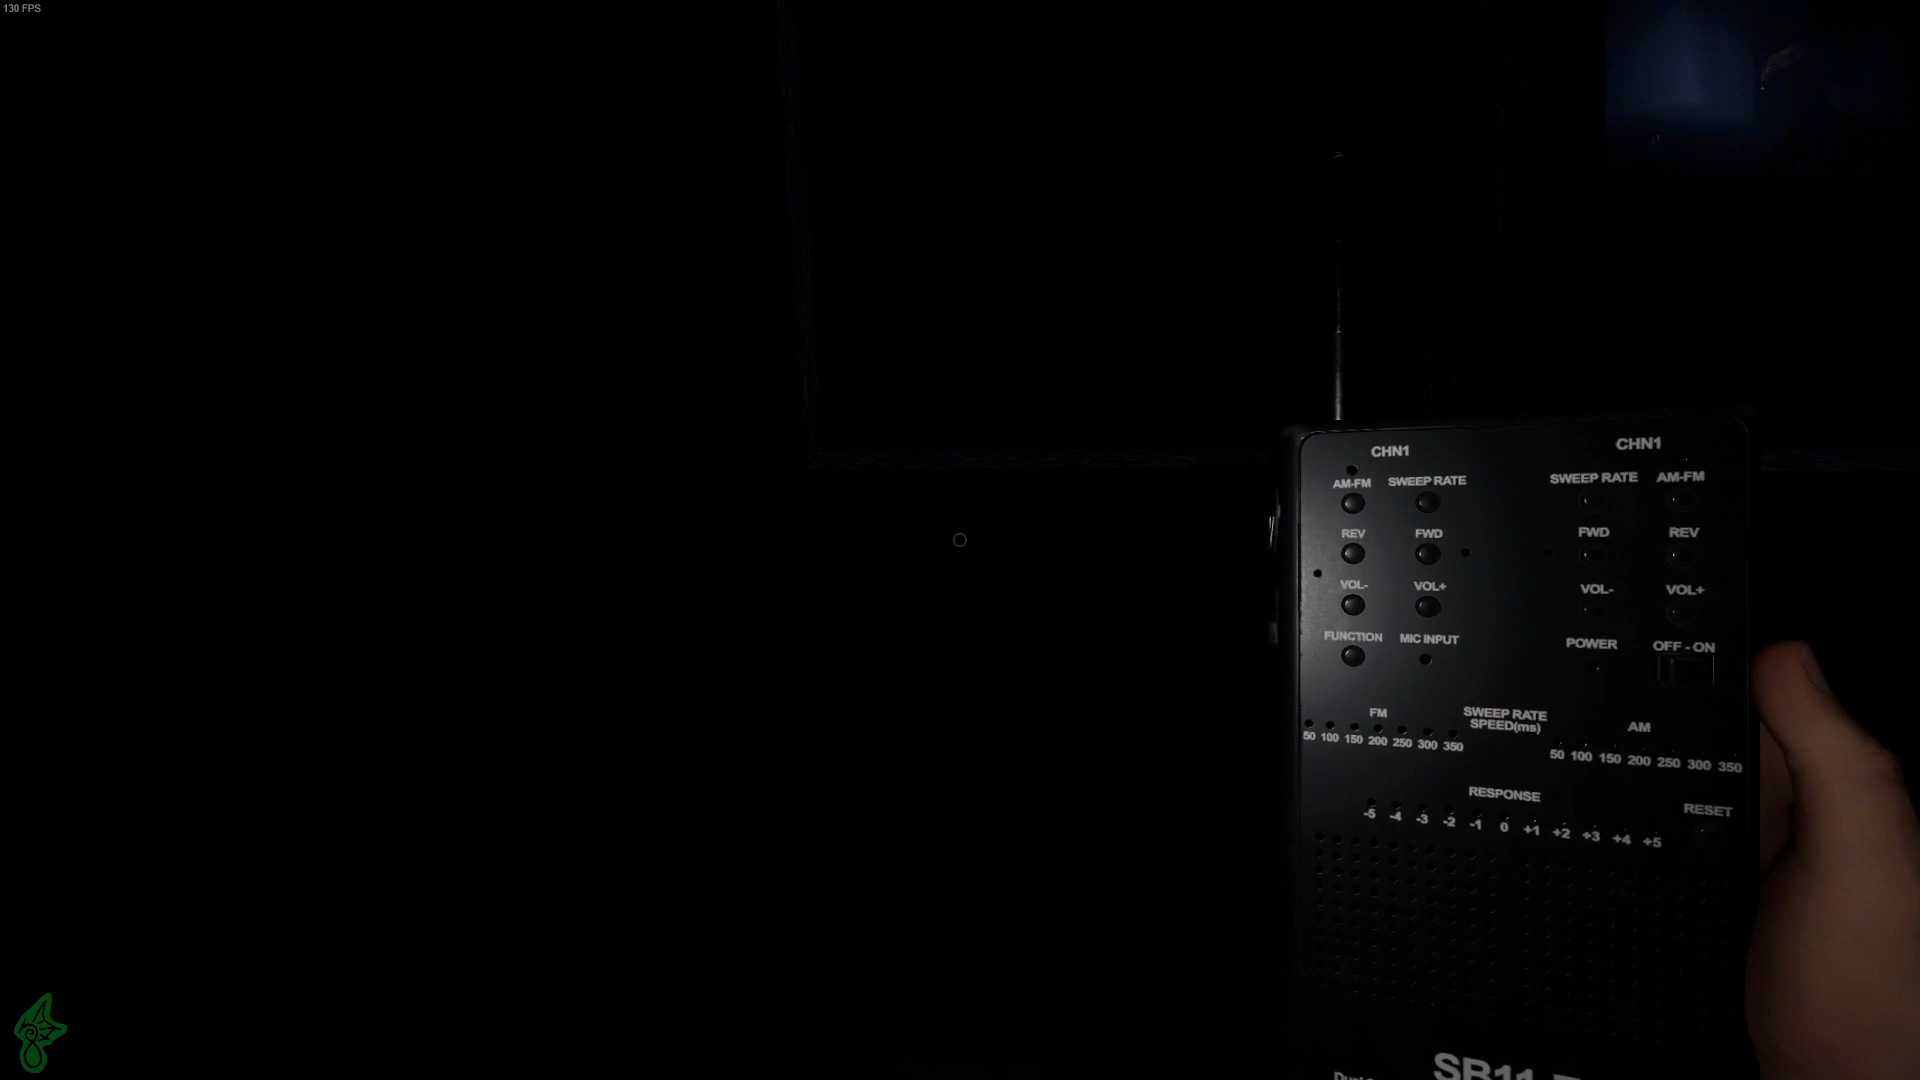 130 FPS
CHN1 CHN1
AM-FM SWEEP RATE SWEEP RATE AM-FM
REV FWD FWD REV
VOL- VOL+ VOL- VOL+
FUNCTION MIC INPUT POWER OFF - ON
FM SWEEP RATE AM
SPEED(ms)
50 100 150 200 250 300 350 50 100 150 200 250 300 350
RESPONSE RESET
-5 -4 -3 -2 -1 0 +1 +2 +3 +4 +5
SB11